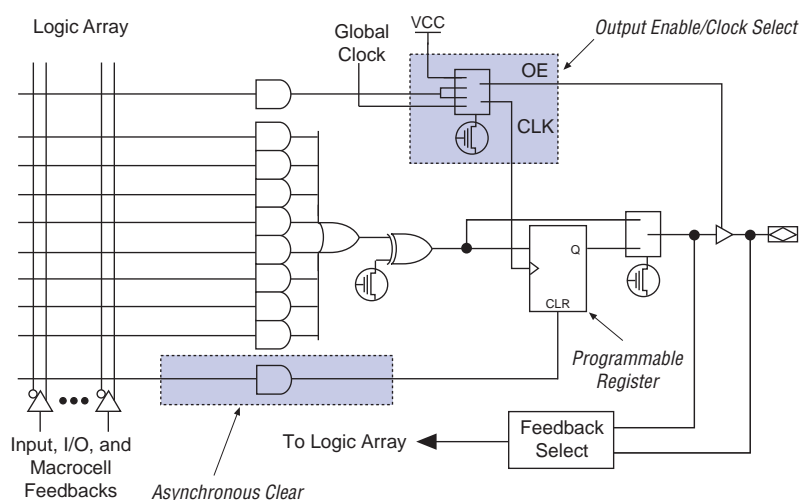 Logic Array
Global
Clock
VCC
Output Enable/Clock Select
OE
CLK
Q
CLR
Programmable
Register
Feedback
Select
To Logic Array
Input, I/O, and
Macrocell
Feedbacks
Asynchronous Clear